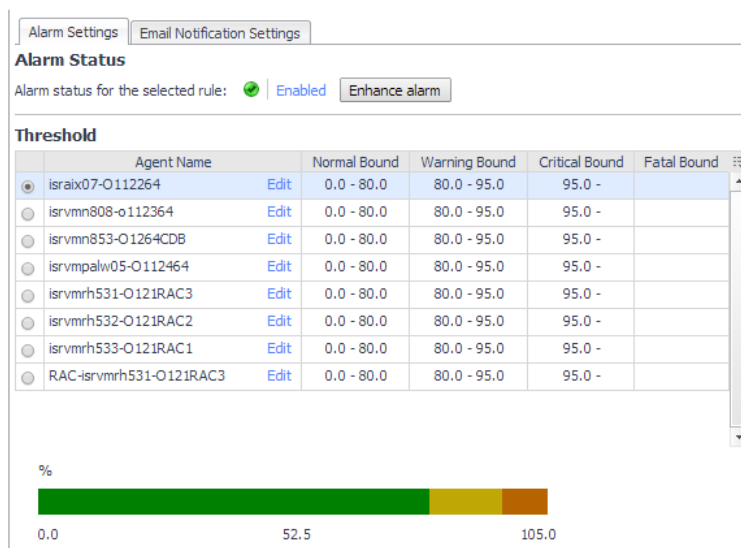 Alarm Settings Email Notification Settings
Alarm Status
Alarm status for the selected rule: Enabled Enhance alarm
Threshold
Agent Name Normal Bound Warning Bound Critical Bound Fatal Bound
israix07-O112264 Edit 0.0 - 80.0 80.0 - 95.0 95.0 -
isrvmn808-o112364 Edit 0.0 - 80.0 80.0 - 95.0 95.0 -
isrvmn853-O1264CDB Edit 0.0 - 80.0 80.0 - 95.0 95.0 -
isrvmpalw05-O112464 Edit 0.0 - 80.0 80.0 - 95.0 95.0 -
isrvmrh531-O121RAC3 Edit 0.0 - 80.0 80.0 - 95.0 95.0 -
isrvmrh532-O121RAC2 Edit 0.0 - 80.0 80.0 - 95.0 95.0 -
isrvmrh533-O121RAC1 Edit 0.0 - 80.0 80.0 - 95.0 95.0 -
RAC-isrvmrh531-O121RAC3 Edit 0.0 - 80.0 80.0 - 95.0 95.0 -
%
0.0 52.5 105.0